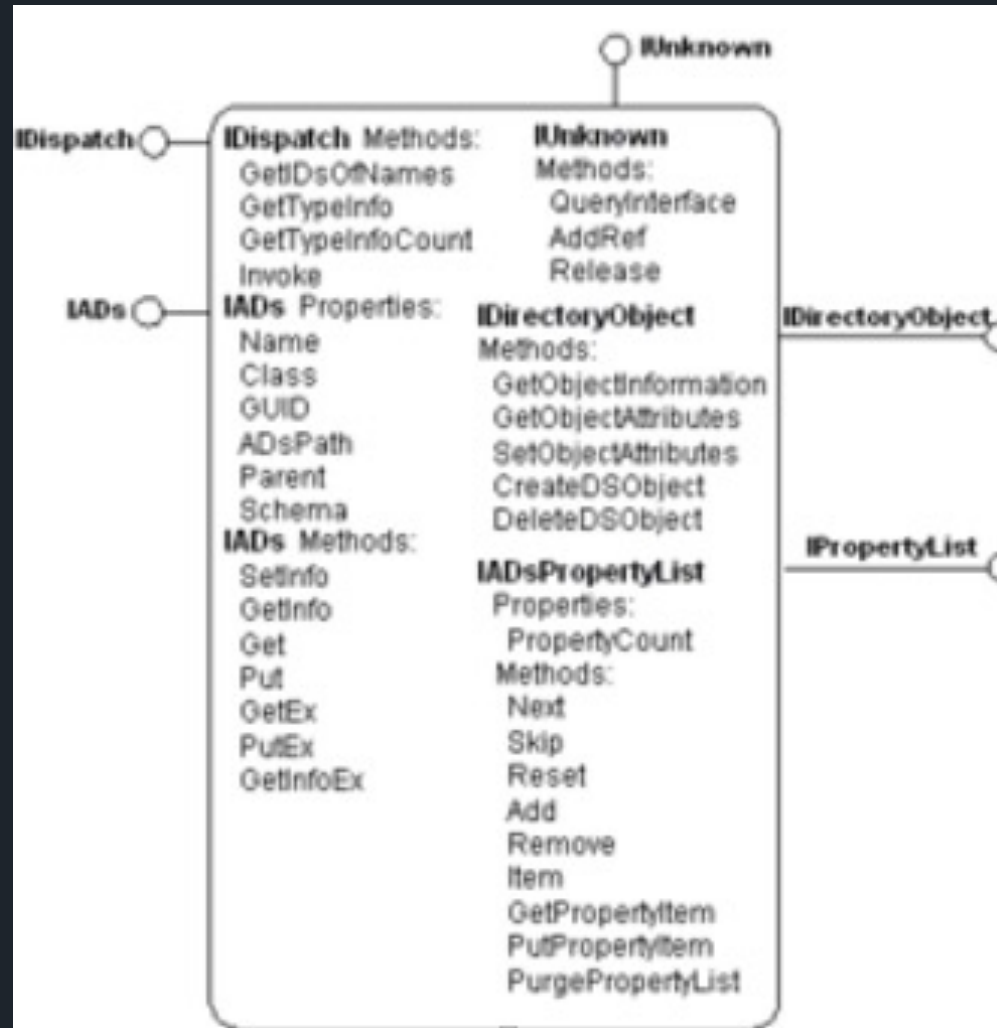 IUnknown
IDispatch
IDispatch Methods:
GetIDsOfNames
GetTypeInfo
GetTypeInfoCount
Invoke
IADs
IADs Properties:
Name
Class
GUID
ADsPath
Parent
Schema
IADs Methods:
SetInfo
GetInfo
Get
Put
GetEx
PutEx
GetInfoEx
IUnknown
Methods:
QueryInterface
AddRef
Release
IDirectoryObject
Methods:
GetObjectInformation
GetObjectAttributes
SetObjectAttributes
CreateDSObject
DeleteDSObject
IADsPropertyList
Properties:
PropertyCount
Methods:
Next
Skip
Reset
Add
Remove
Item
GetPropertyItem
PutPropertyItem
PurgePropertyList
IDirectoryObject
IPropertyList